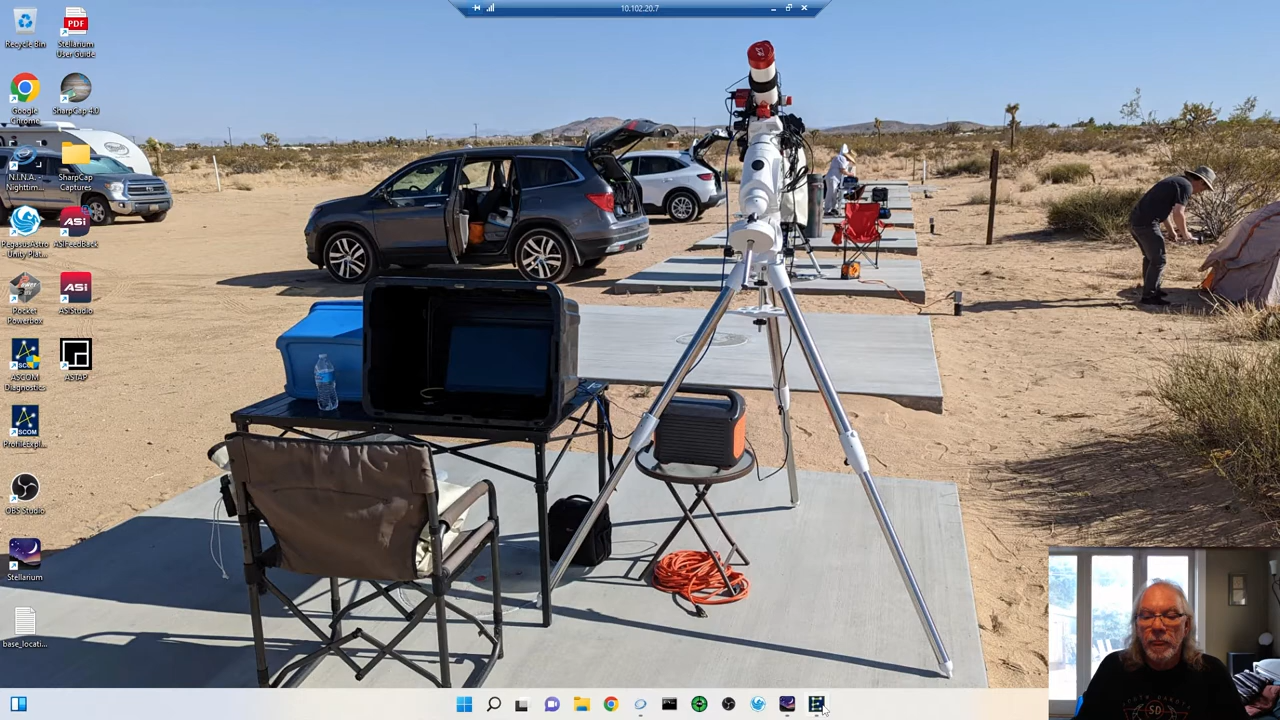 10.102.20.7
Recycle Bin
PDF
Stellarium
User Guide
Google
Chrome
SharpCap 4.0
N.I.N.A. -
Nighttim...
SharpCap
Captures
PegasusAstro
Unity Plat...
ASi
ASIFeedBack
Pocket
Powerbox
ASi
ASIStudio
ASCOM
Diagnostics
ASTAP
SCOM
ProfileExpl...
OBS Studio
Stellarium
base_locati...